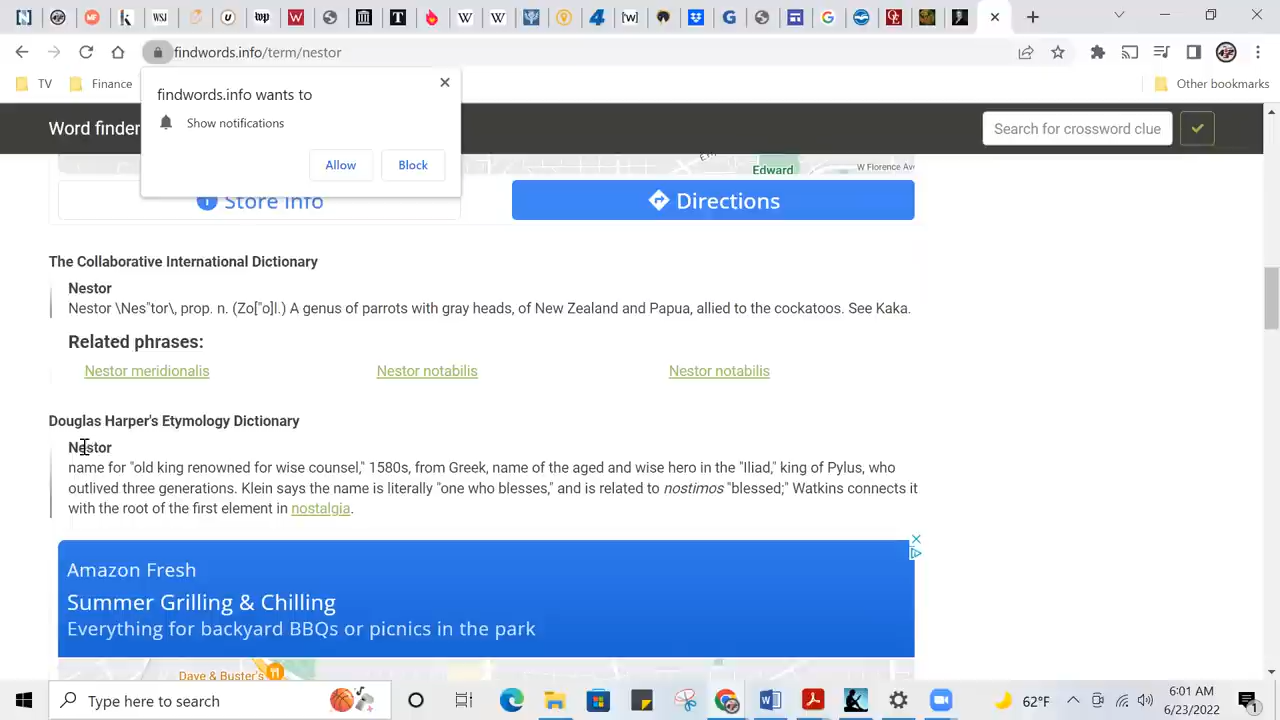 findwords.info/term/nestor
TV
Finance
Other bookmarks
findwords.info wants to
Show notifications
Allow
Block
Word finder
Search for crossword clue
Edward
W Florence Ave
Store Info
Directions
The Collaborative International Dictionary
Nestor
Nestor \Nes"tor\, prop. n. (Zo["o]l.) A genus of parrots with gray heads, of New Zealand and Papua, allied to the cockatoos. See Kaka.
Related phrases:
Nestor meridionalis
Nestor notabilis
Nestor notabilis
Douglas Harper's Etymology Dictionary
Nestor
name for "old king renowned for wise counsel," 1580s, from Greek, name of the aged and wise hero in the "Iliad," king of Pylus, who
outlived three generations. Klein says the name is literally "one who blesses," and is related to nostimos "blessed;" Watkins connects it
with the root of the first element in nostalgia.
Amazon Fresh
Summer Grilling & Chilling
Everything for backyard BBQs or picnics in the park
Dave & Buster's
Type here to search
62°F
6:01 AM
6/23/2022